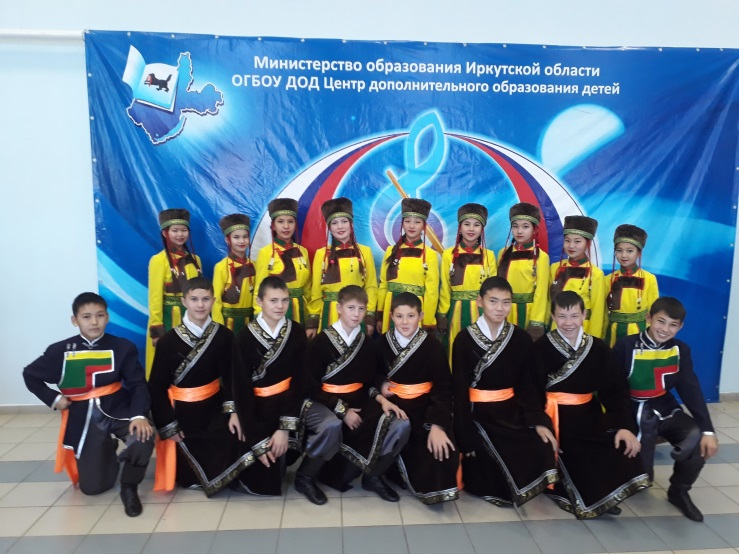 Министерство образования Иркутской области
ОГБОУ ДОД Центр дополнительного образования детей